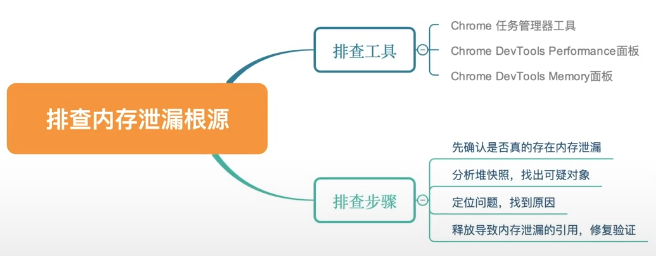 排查内存泄漏根源
排查工具
Chrome 任务管理器工具
Chrome DevTools Performance面板
Chrome DevTools Memory面板
排查步骤
先确认是否真的存在内存泄漏
分析堆快照，找出可疑对象
定位问题，找到原因
释放导致内存泄漏的引用，修复验证